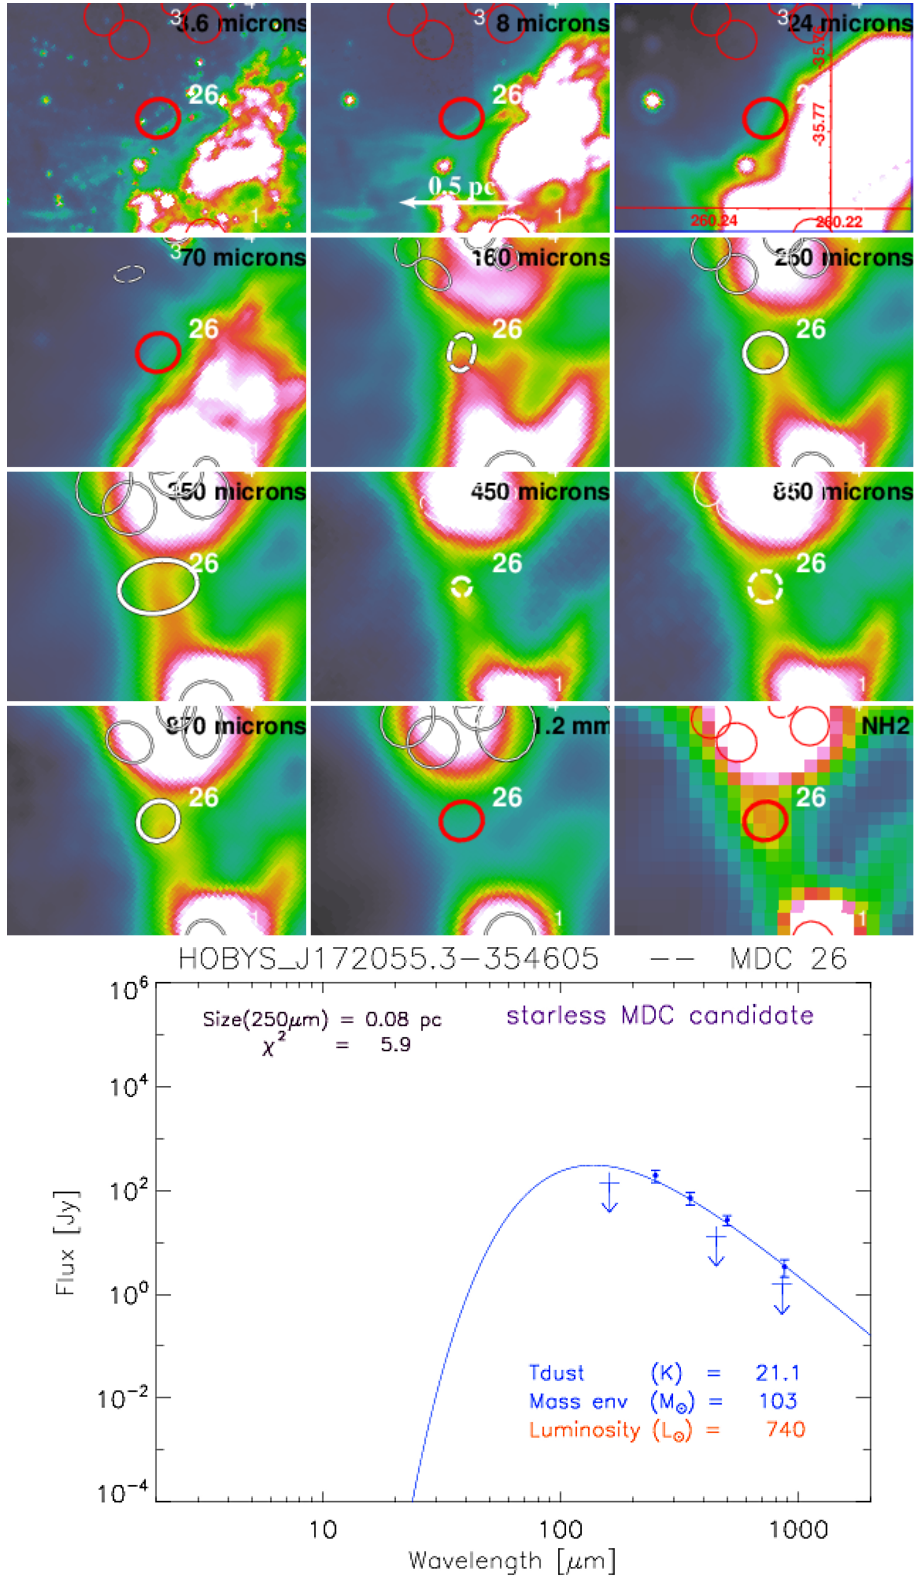 3
3.6 microns
26
1
8 microns
26
0.5 pc
1
24 microns
-35.76
-35.77
260.24
260.22
3
70 microns
26
160 microns
26
250 microns
26
1
350 microns
26
450 microns
26
1
850 microns
26
1
870 microns
26
1
1.2 mm
26
1
NH2
26
1
HOBYS_J172055.3-354605 -- MDC 26
Size(250μm) = 0.08 pc
χ² = 5.9
starless MDC candidate
10⁶
10⁴
10²
10⁰
10⁻²
10⁻⁴
Flux [Jy]
Tdust (K) = 21.1
Mass env (M☉) = 103
Luminosity (L☉) = 740
10
100
1000
Wavelength [μm]